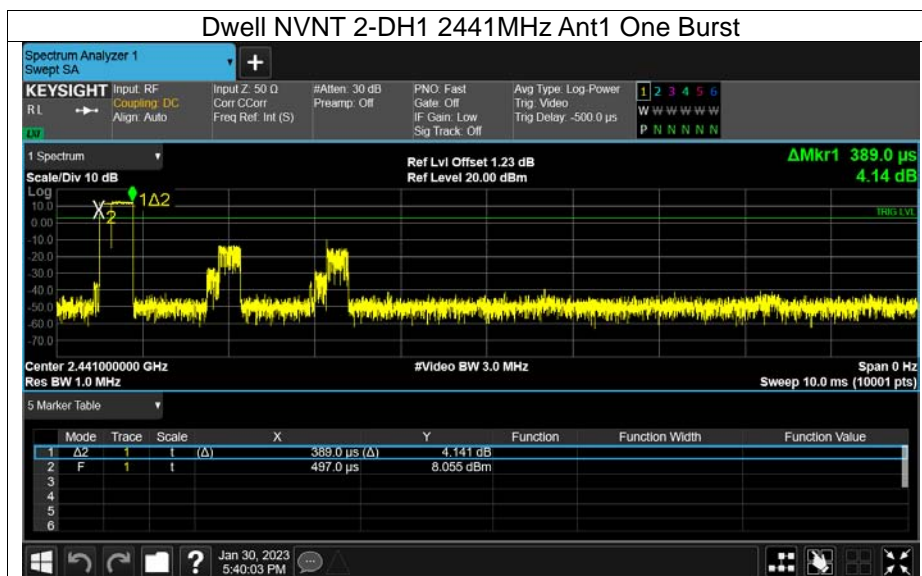 Dwell NVNT 2-DH1 2441MHz Ant1 One Burst
Spectrum Analyzer 1
Swept SA
+
KEYSIGHT Input: RF Input Z: 50 Ω #Atten: 30 dB PNO: Fast Avg Type: Log-Power 1 2 3 4 5 6
RL Coupling: DC Corr CCorr Preamp: Off Gate: Off Trig: Video W W W W W W
Align: Auto Freq Ref: Int (S) IF Gain: Low Trig Delay: -500.0 µs
Sig Track: Off P N N N N N
LXI
1 Spectrum Ref Lvl Offset 1.23 dB ΔMkr1 389.0 µs
Scale/Div 10 dB Ref Level 20.00 dBm 4.14 dB
Log
10.0 X2 1Δ2 TRIG LVL
0.00
-10.0
-20.0
-30.0
-40.0
-50.0
-60.0
-70.0
Center 2.441000000 GHz #Video BW 3.0 MHz Span 0 Hz
Res BW 1.0 MHz Sweep 10.0 ms (10001 pts)
5 Marker Table
Mode Trace Scale X Y Function Function Width Function Value
1 Δ2 1 t (Δ) 389.0 µs (Δ) 4.141 dB
2 F 1 t 497.0 µs 8.055 dBm
3
4
5
6
? Jan 30, 2023
5:40:03 PM